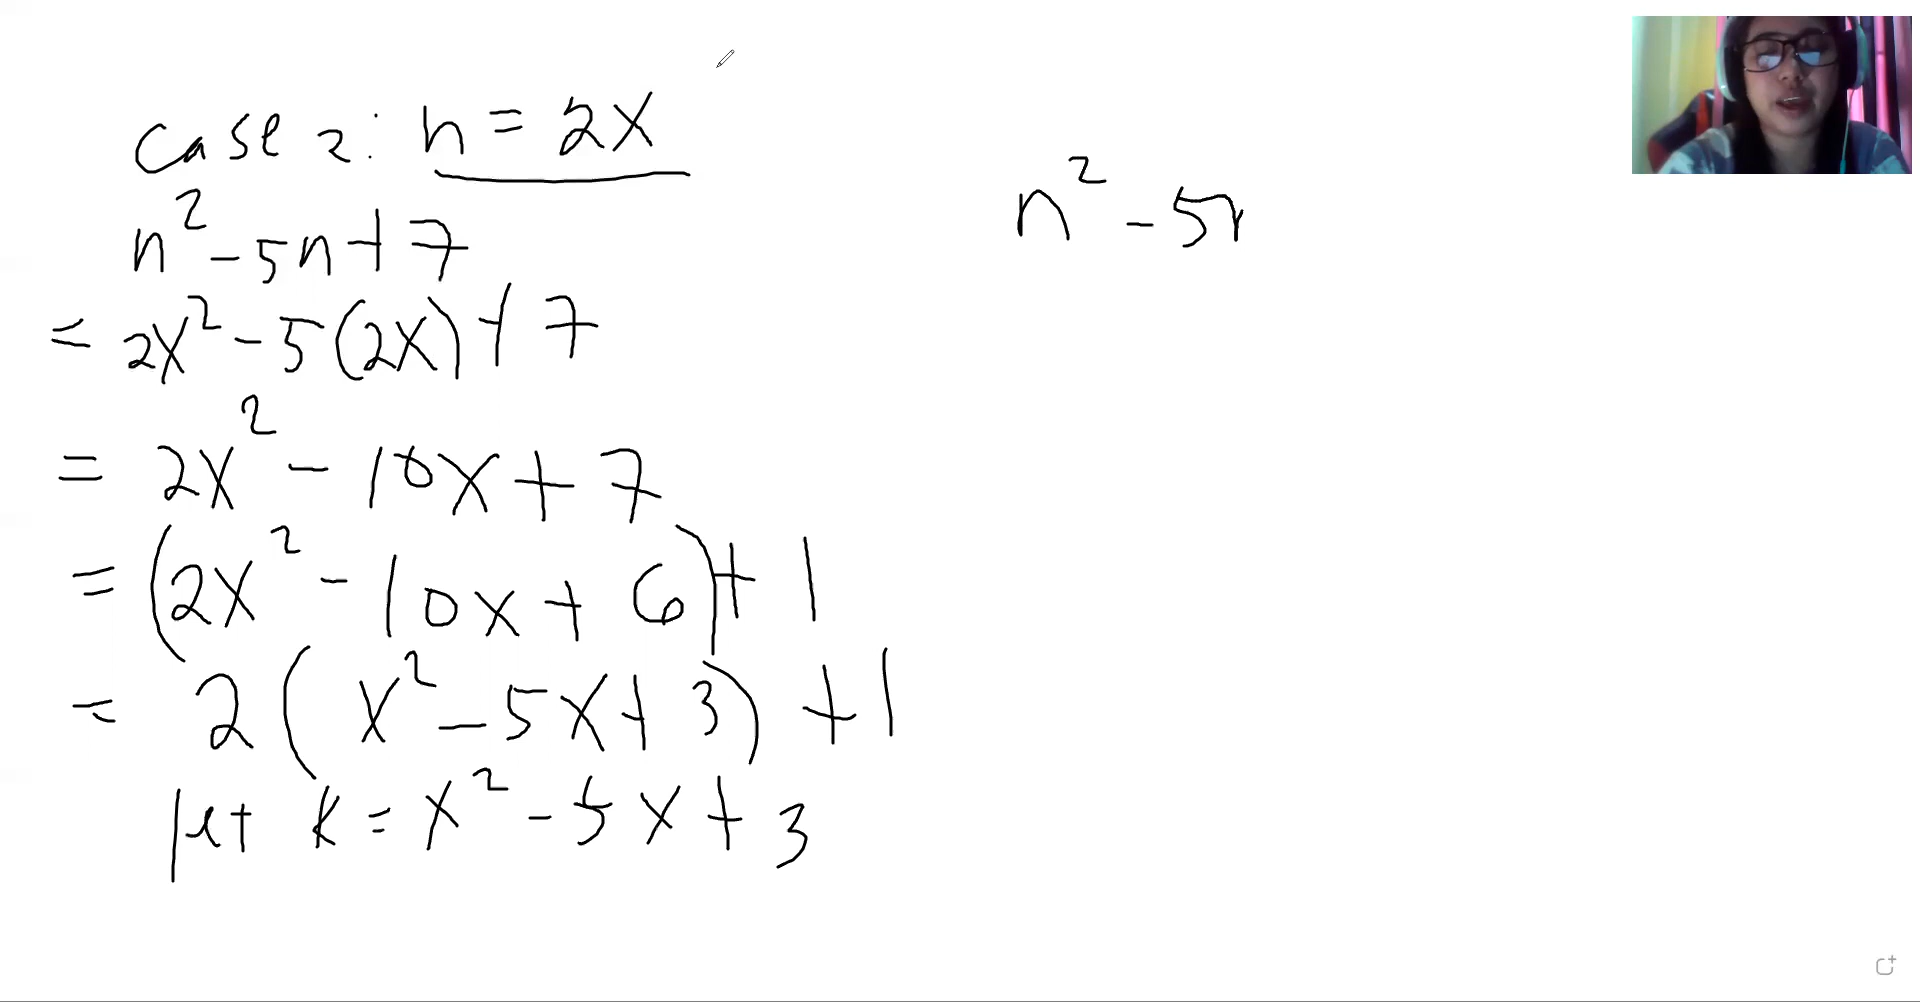 Case 2: n = 2x
n² - 5n + 7
= 2x² - 5(2x) + 7
= 2x² - 10x + 7
= (2x² - 10x + 6) + 1
= 2(x² - 5x + 3) + 1
let k = x² - 5x + 3
n² - 5